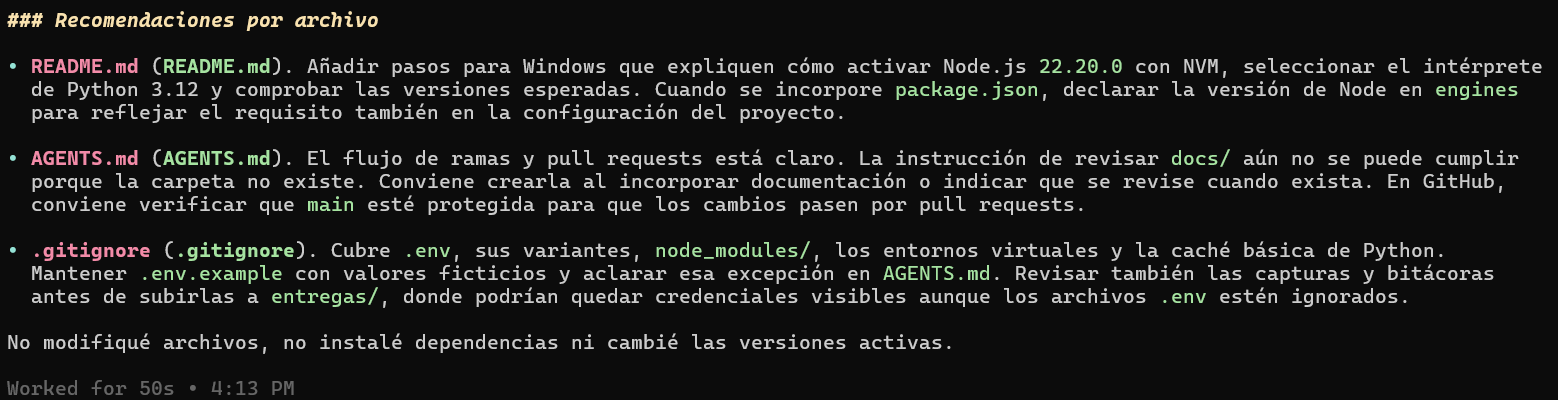 ### Recomendaciones por archivo
• README.md (README.md). Añadir pasos para Windows que expliquen cómo activar Node.js 22.20.0 con NVM, seleccionar el intérprete
de Python 3.12 y comprobar las versiones esperadas. Cuando se incorpore package.json, declarar la versión de Node en engines
para reflejar el requisito también en la configuración del proyecto.
• AGENTS.md (AGENTS.md). El flujo de ramas y pull requests está claro. La instrucción de revisar docs/ aún no se puede cumplir
porque la carpeta no existe. Conviene crearla al incorporar documentación o indicar que se revise cuando exista. En GitHub,
conviene verificar que main esté protegida para que los cambios pasen por pull requests.
• .gitignore (.gitignore). Cubre .env, sus variantes, node_modules/, los entornos virtuales y la caché básica de Python.
Mantener .env.example con valores ficticios y aclarar esa excepción en AGENTS.md. Revisar también las capturas y bitácoras
antes de subirlas a entregas/, donde podrían quedar credenciales visibles aunque los archivos .env estén ignorados.
No modifiqué archivos, no instalé dependencias ni cambié las versiones activas.
Worked for 50s • 4:13 PM